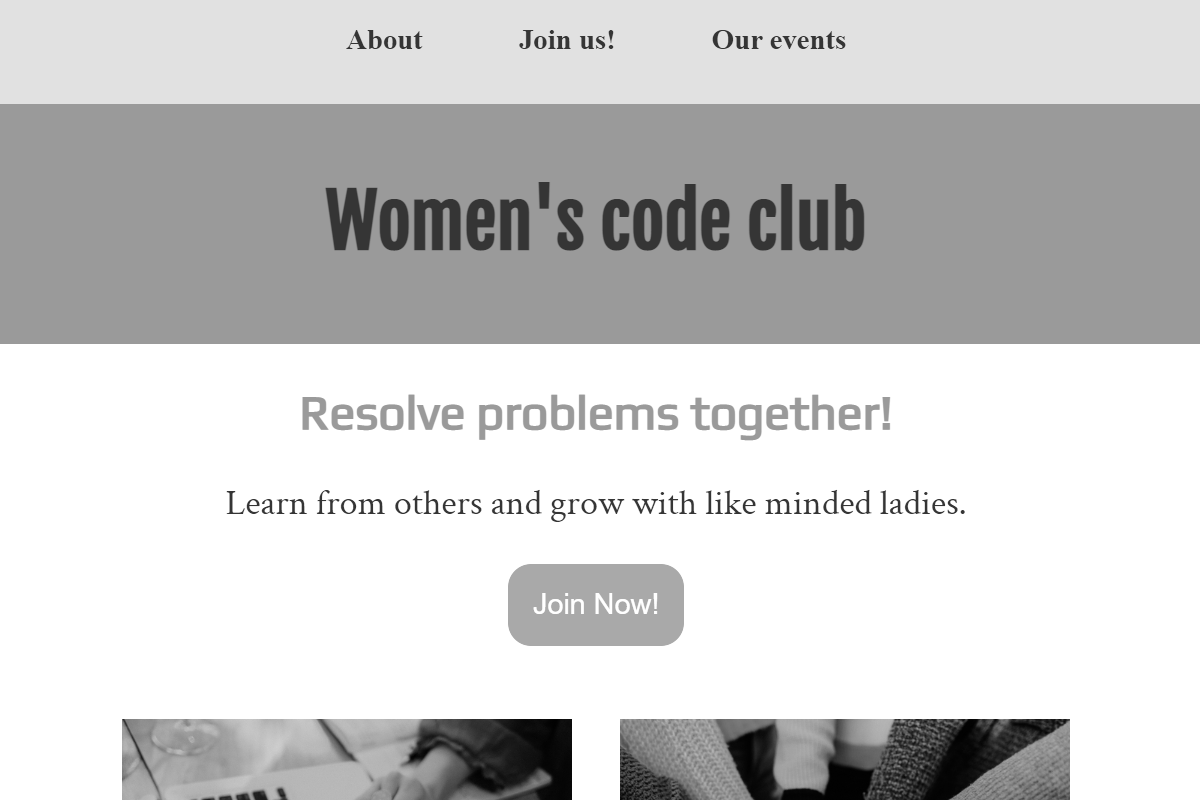 About Join us! Our events
Women's code club
Resolve problems together!
Learn from others and grow with like minded ladies.
Join Now!